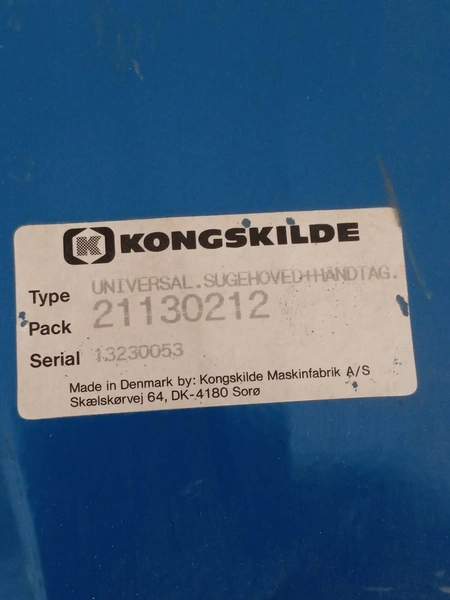 K KONGSKILDE
Type UNIVERSAL.SUGEHOVED+HANDTAG.
Pack 21130212
Serial 13230053
Made in Denmark by: Kongskilde Maskinfabrik A/S
Skælskørvej 64, DK-4180 Sorø